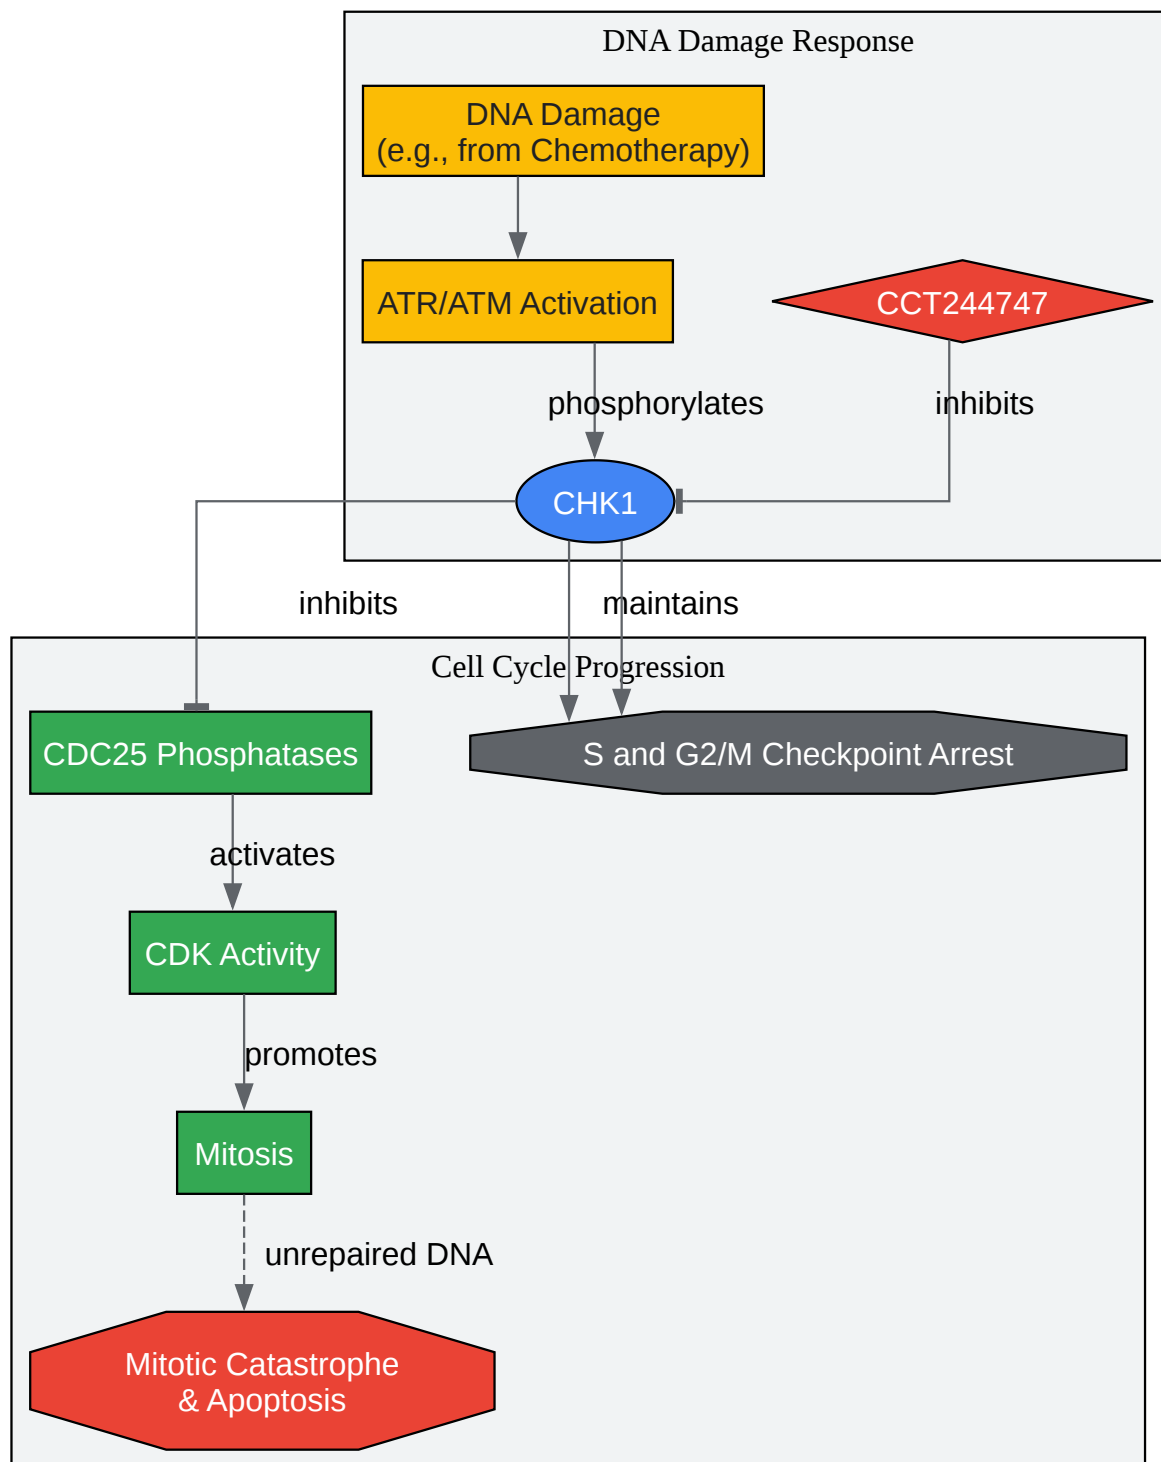 DNA Damage Response
DNA Damage
(e.g., from Chemotherapy)
ATR/ATM Activation
CCT244747
phosphorylates
inhibits
CHK1
inhibits
maintains
Cell Cycle Progression
CDC25 Phosphatases
S and G2/M Checkpoint Arrest
activates
CDK Activity
promotes
Mitosis
unrepaired DNA
Mitotic Catastrophe
& Apoptosis